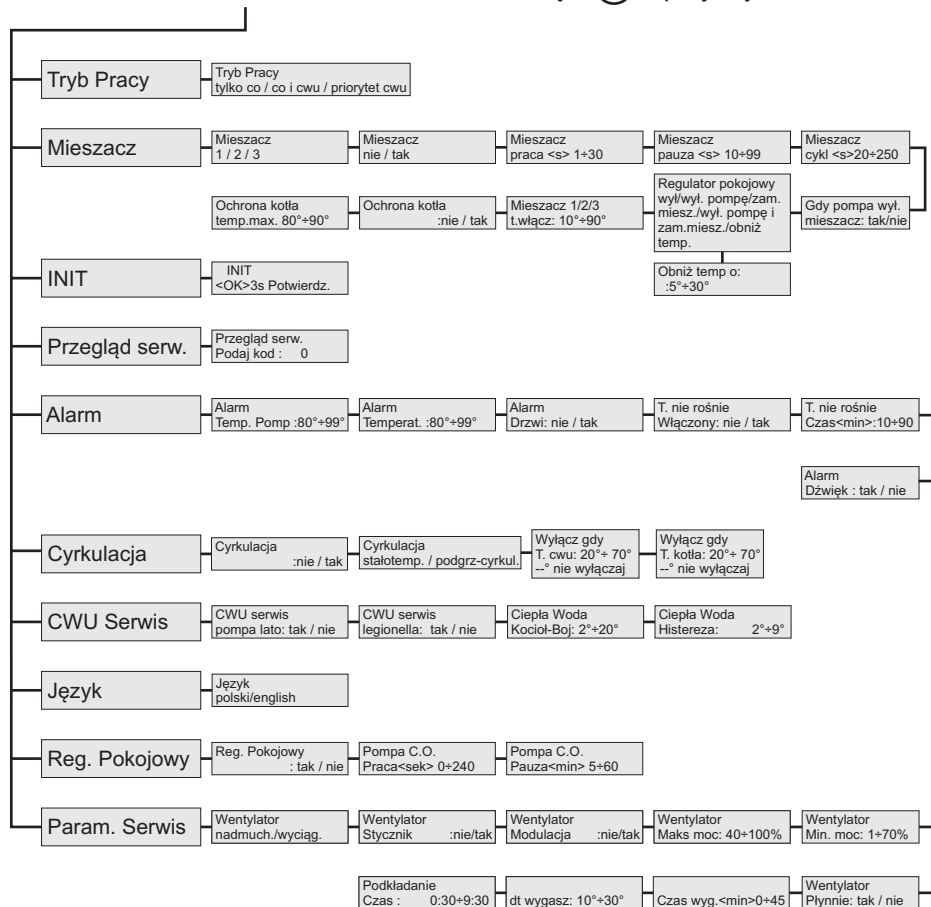 Tryb Pracy
Tryb Pracy
tylko co / co i cwu / priorytet cwu
Mieszacz
Mieszacz
1 / 2 / 3
Mieszacz
nie / tak
Mieszacz
praca <s> 1÷30
Mieszacz
pauza <s> 10÷99
Mieszacz
cykl <s>20÷250
Ochrona kotła
temp.max. 80°÷90°
Ochrona kotła
:nie / tak
Mieszacz 1/2/3
t.włącz: 10°÷90°
Regulator pokojowy
wył/wył. pompę/zam.
miesz./wył. pompę i
zam.miesz./obniż
temp.
Gdy pompa wył.
mieszacz: tak/nie
Obniż temp o:
:5°÷30°
INIT
INIT
<OK>3s Potwierdz.
Przegląd serw.
Przegląd serw.
Podaj kod : 0
Alarm
Alarm
Temp. Pomp :80°÷99°
Alarm
Temperat. :80°÷99°
Alarm
Drzwi: nie / tak
T. nie rośnie
Włączony: nie / tak
T. nie rośnie
Czas<min>:10÷90
Alarm
Dźwięk : tak / nie
Cyrkulacja
Cyrkulacja
:nie / tak
Cyrkulacja
stałotemp. / podgrz-cyrkul.
Wyłącz gdy
T. cwu: 20°÷ 70°
--° nie wyłączaj
Wyłącz gdy
T. kotła: 20°÷ 70°
--° nie wyłączaj
CWU Serwis
CWU serwis
pompa lato: tak / nie
CWU serwis
legionella: tak / nie
Ciepła Woda
Kocioł-Boj: 2°÷20°
Ciepła Woda
Histereza: 2°÷9°
Język
Język
polski/english
Reg. Pokojowy
Reg. Pokojowy
: tak / nie
Pompa C.O.
Praca<sek> 0÷240
Pompa C.O.
Pauza<min> 5÷60
Param. Serwis
Wentylator
nadmuch./wyciąg.
Wentylator
Stycznik :nie/tak
Wentylator
Modulacja :nie/tak
Wentylator
Maks moc: 40÷100%
Wentylator
Min. moc: 1÷70%
Podkładanie
Czas : 0:30÷9:30
dt wygasz: 10°÷30°
Czas wyg.<min>0÷45
Wentylator
Płynnie: tak / nie